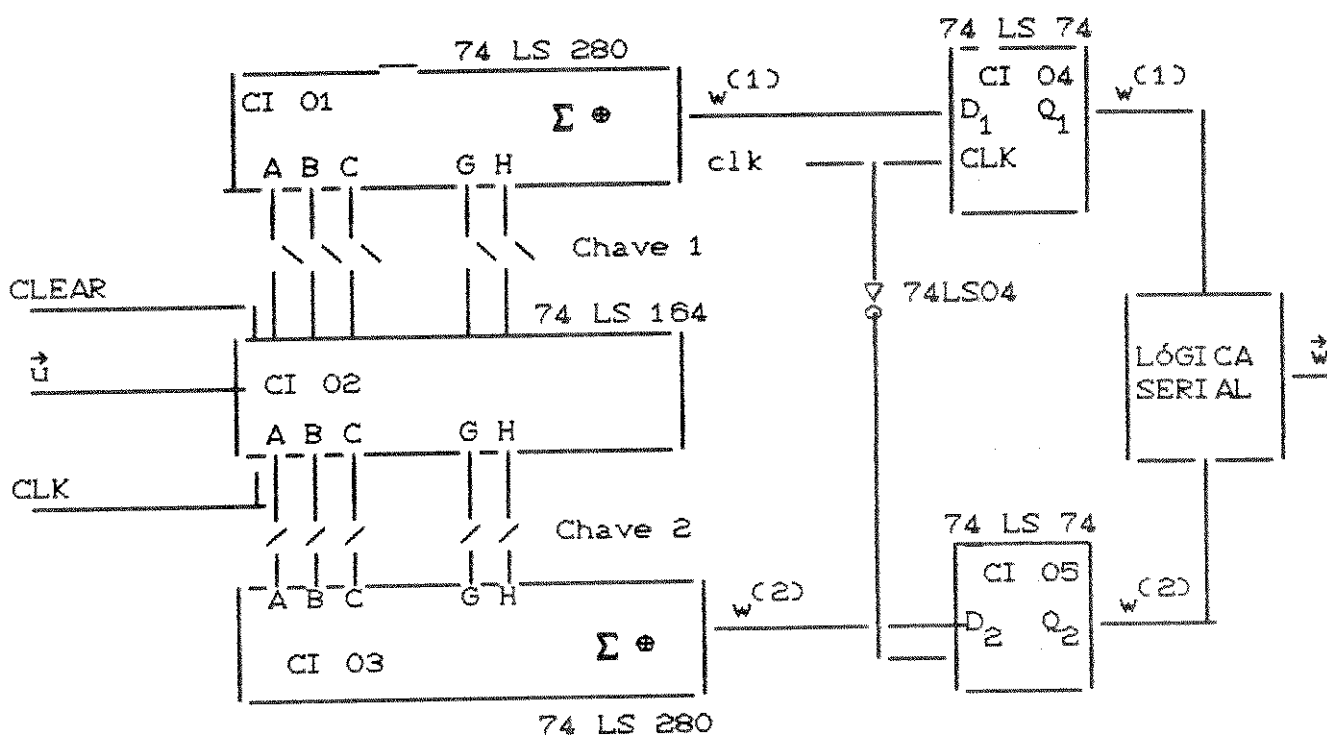 74 LS 280
74 LS 74
CI 01
Σ ⊕
w(1)
CI 04
w(1)
D1 Q1
A B C G H
clk
CLK
Chave 1
CLEAR
74LS04
74 LS 164
u
CI 02
LÓGICA
SERIAL
w
A B C G H
CLK
Chave 2
74 LS 74
CI 05
A B C G H
w(2)
w(2)
D2 Q2
CI 03
Σ ⊕
74 LS 280